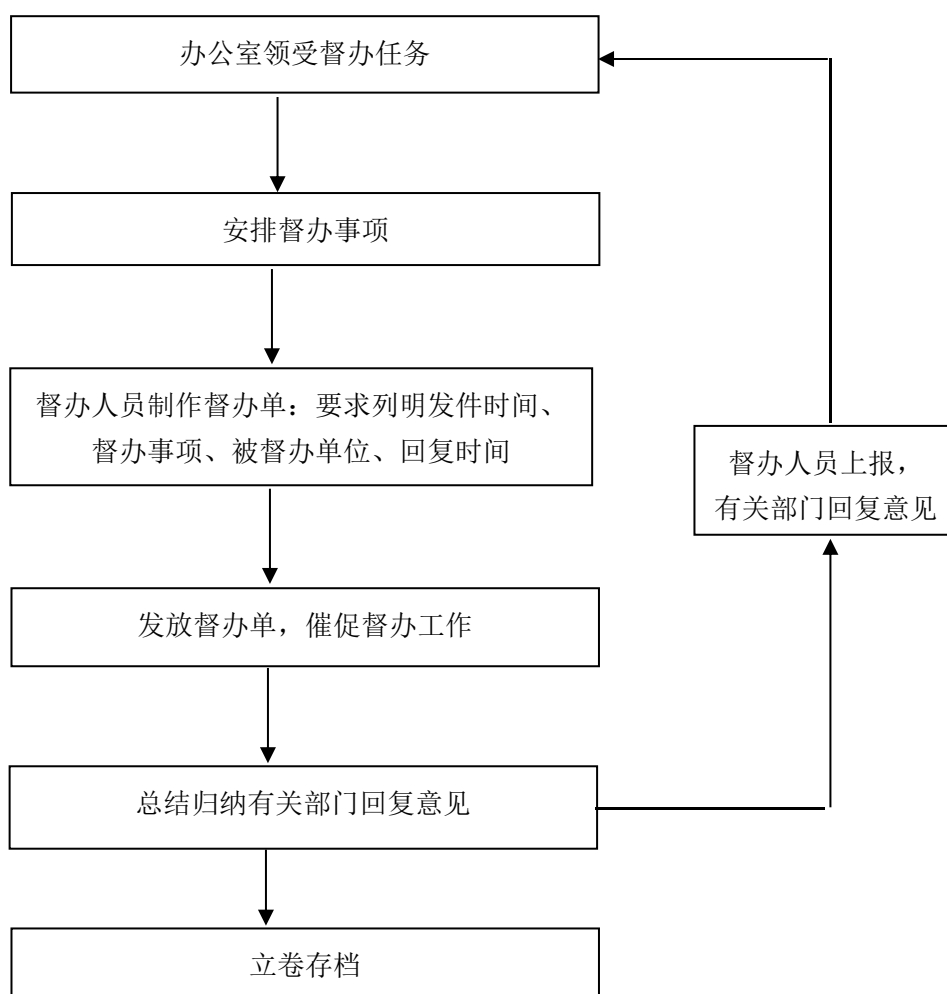 办公室领受督办任务
安排督办事项
督办人员制作督办单：要求列明发件时间、
督办事项、被督办单位、回复时间
督办人员上报，
有关部门回复意见
发放督办单，催促督办工作
总结归纳有关部门回复意见
立卷存档